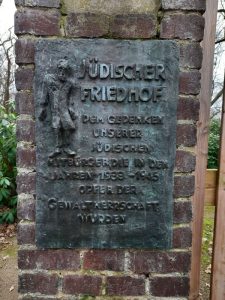 JÜDISCHER
FRIEDHOF
DEM GEDENKEN
UNSERER
JÜDISCHEN
MITBÜRGER DIE IN DEN
JAHREN 1933-1945
OPFER DER
GEWALTHERRSCHAFT
WURDEN